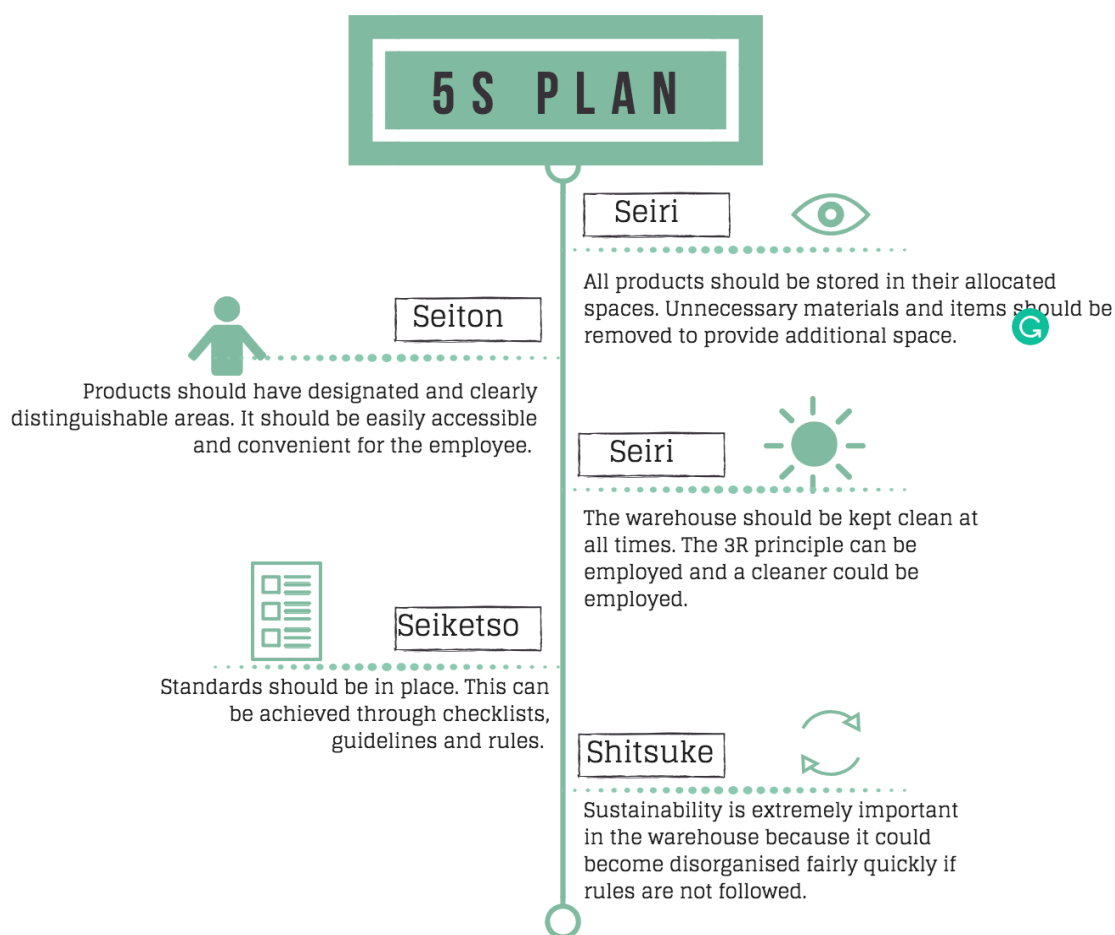 5S PLAN
Seiri
All products should be stored in their allocated
spaces. Unnecessary materials and items should be
removed to provide additional space.
Seiton
Products should have designated and clearly
distinguishable areas. It should be easily accessible
and convenient for the employee.
Seiri
The warehouse should be kept clean at
all times. The 3R principle can be
employed and a cleaner could be
employed.
Seiketso
Standards should be in place. This can
be achieved through checklists,
guidelines and rules.
Shitsuke
Sustainability is extremely important
in the warehouse because it could
become disorganised fairly quickly if
rules are not followed.